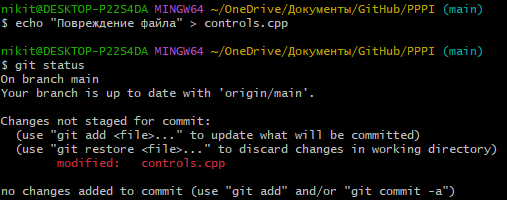 nikit@DESKTOP-P22S4DA MINGW64 ~/OneDrive/Документы/GitHub/PPPI (main)
$ echo "Повреждение файла" > controls.cpp
nikit@DESKTOP-P22S4DA MINGW64 ~/OneDrive/Документы/GitHub/PPPI (main)
$ git status
On branch main
Your branch is up to date with 'origin/main'.
Changes not staged for commit:
  (use "git add <file>..." to update what will be committed)
  (use "git restore <file>..." to discard changes in working directory)
        modified:   controls.cpp
no changes added to commit (use "git add" and/or "git commit -a")